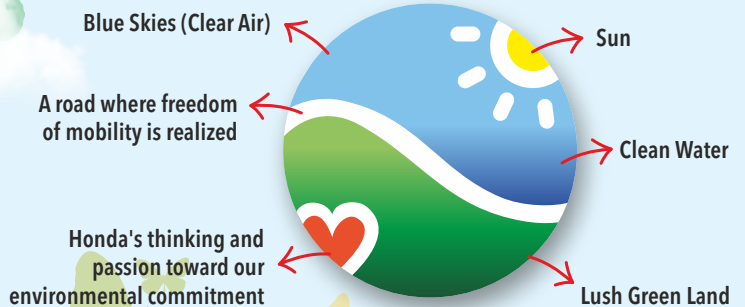 Blue Skies (Clear Air)
Sun
A road where freedom
of mobility is realized
Clean Water
Honda's thinking and
passion toward our
environmental commitment
Lush Green Land